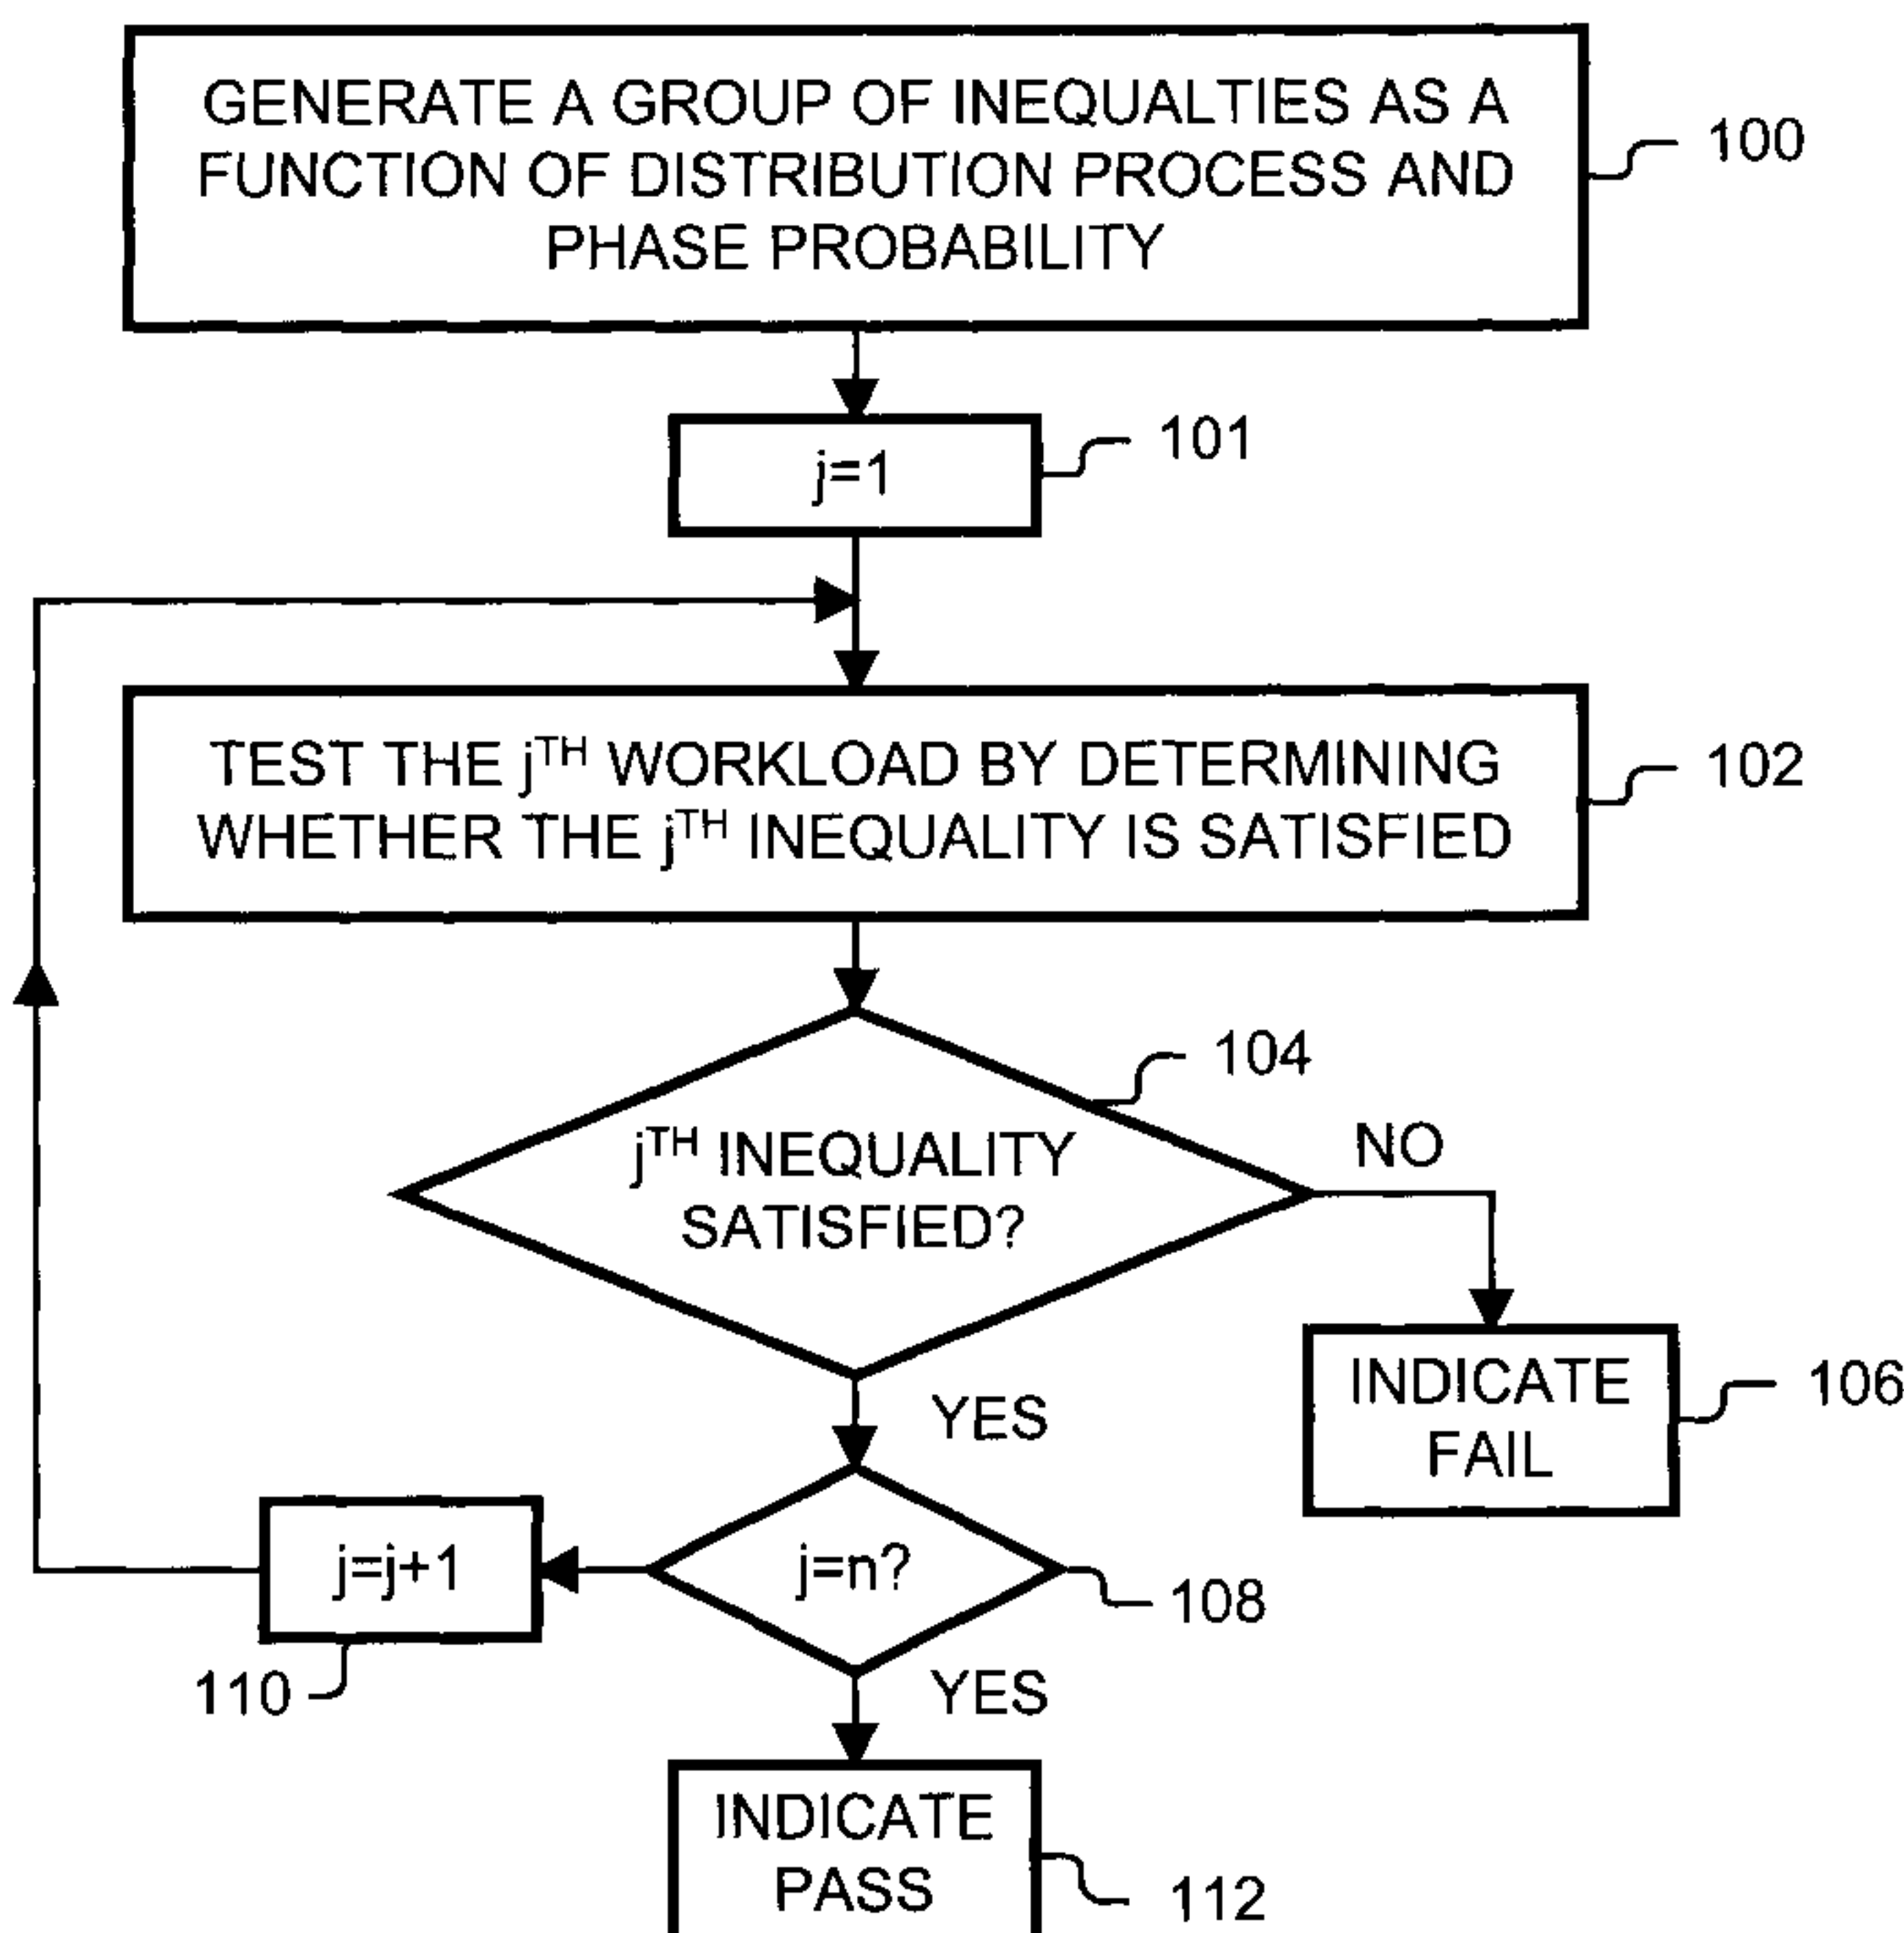 GENERATE A GROUP OF INEQUALTIES AS A
FUNCTION OF DISTRIBUTION PROCESS AND
PHASE PROBABILITY
100
j=1
101
TEST THE jTH WORKLOAD BY DETERMINING
WHETHER THE jTH INEQUALITY IS SATISFIED
102
jTH INEQUALITY
SATISFIED?
104
NO
INDICATE
FAIL
106
YES
j=n?
108
j=j+1
110
YES
INDICATE
PASS
112